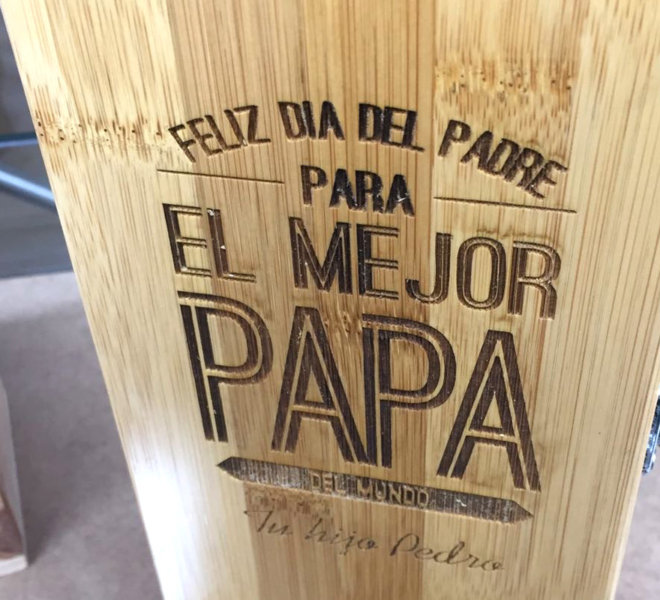 FELIZ DIA DEL PADRE
PARA
EL MEJOR
PAPA
DEL MUNDO
Tu hijo Pedro